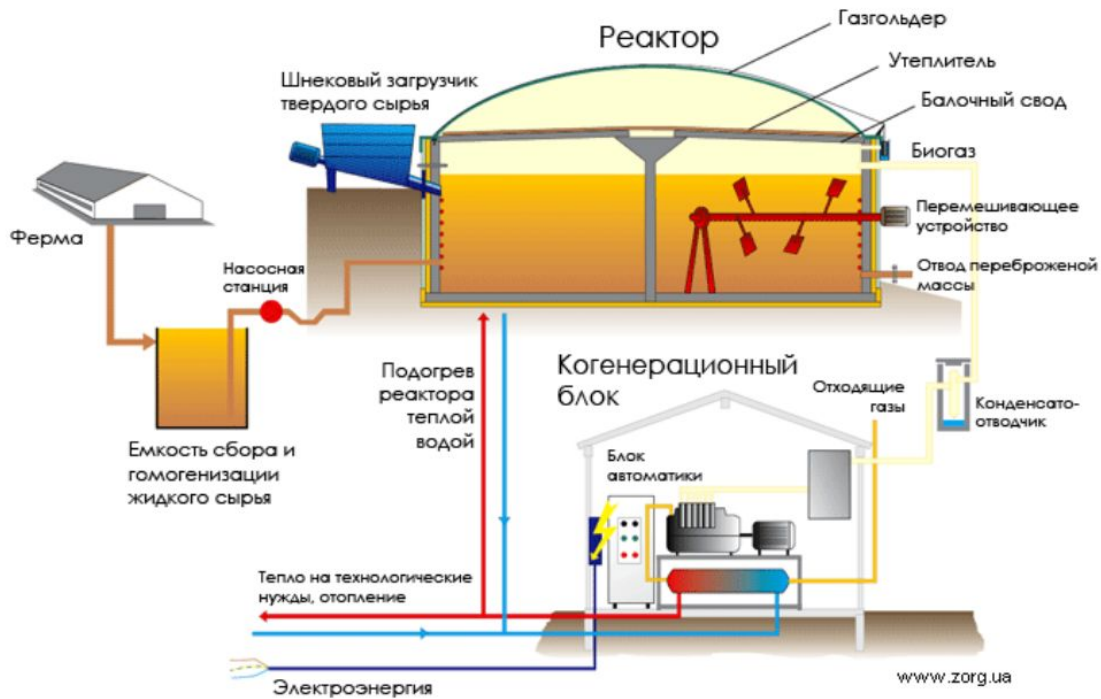 Реактор
Газгольдер
Утеплитель
Балочный свод
Шнековый загрузчик
твердого сырья
Биогаз
Ферма
Перемешивающее
устройство
Насосная
станция
Отвод переброженой
массы
Подогрев
реактора
теплой
водой
Когенерационный
блок
Отходящие
газы
Конденсато-
отводчик
Емкость сбора и
гомогенизации
жидкого сырья
Блок
автоматики
Тепло на технологические
нужды, отопление
Электроэнергия
www.zorg.ua